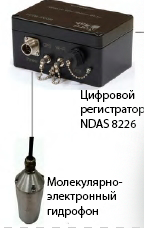 Цифровой
регистратор
NDAS 8226
Молекулярно-
электронный
гидрофон